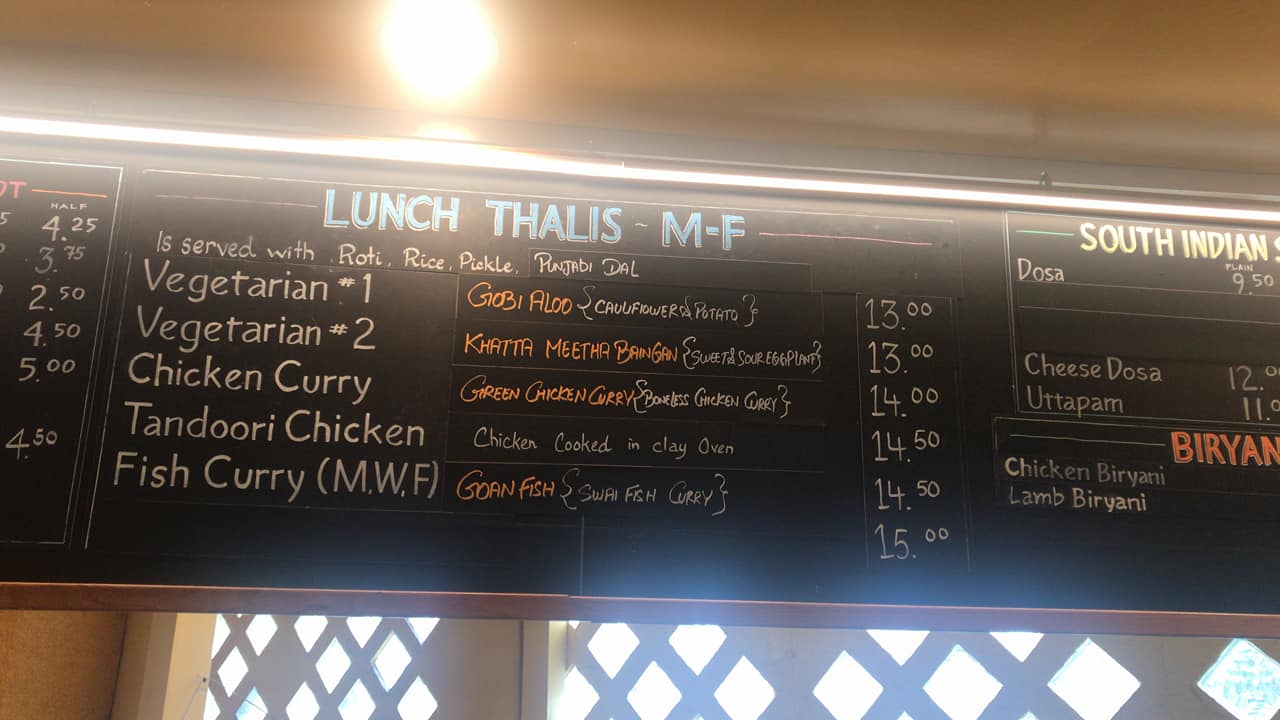 HALF
4.25
3.75
2.50
4.50
5.00
4.50
LUNCH THALIS ~ M-F
Is served with Roti, Rice, Pickle, PUNJABI DAL
Vegetarian #1 GOBI ALOO {CAULIFLOWER & POTATO} 13.00
Vegetarian #2 KHATTA MEETHA BAINGAN {SWEET & SOUR EGGPLANT} 13.00
Chicken Curry GREEN CHICKEN CURRY {BONELESS CHICKEN CURRY} 14.00
Tandoori Chicken Chicken Cooked in clay Oven 14.50
Fish Curry (M,W,F) GOAN FISH {SWAI FISH CURRY} 14.50
15.00
SOUTH INDIAN
PLAIN
Dosa 9.50
Cheese Dosa 12.0
Uttapam 11.9
BIRYAN
Chicken Biryani
Lamb Biryani